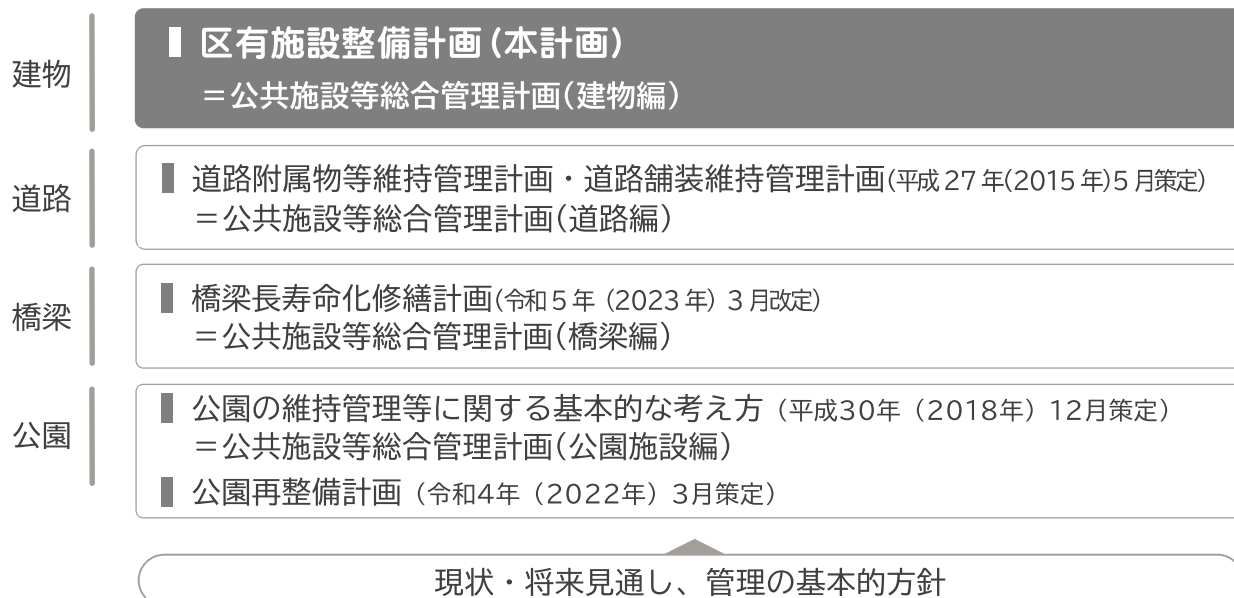 建物
区有施設整備計画（本計画）
＝公共施設等総合管理計画（建物編）
道路
道路附属物等維持管理計画・道路舗装維持管理計画(平成 27 年(2015 年)5 月策定)
＝公共施設等総合管理計画（道路編）
橋梁
橋梁長寿命化修繕計画(令和 5 年（2023 年）3 月改定)
＝公共施設等総合管理計画（橋梁編）
公園
公園の維持管理等に関する基本的な考え方（平成30年（2018年）12月策定）
＝公共施設等総合管理計画（公園施設編）
公園再整備計画（令和4年（2022年）3月策定）
現状・将来見通し、管理の基本的方針